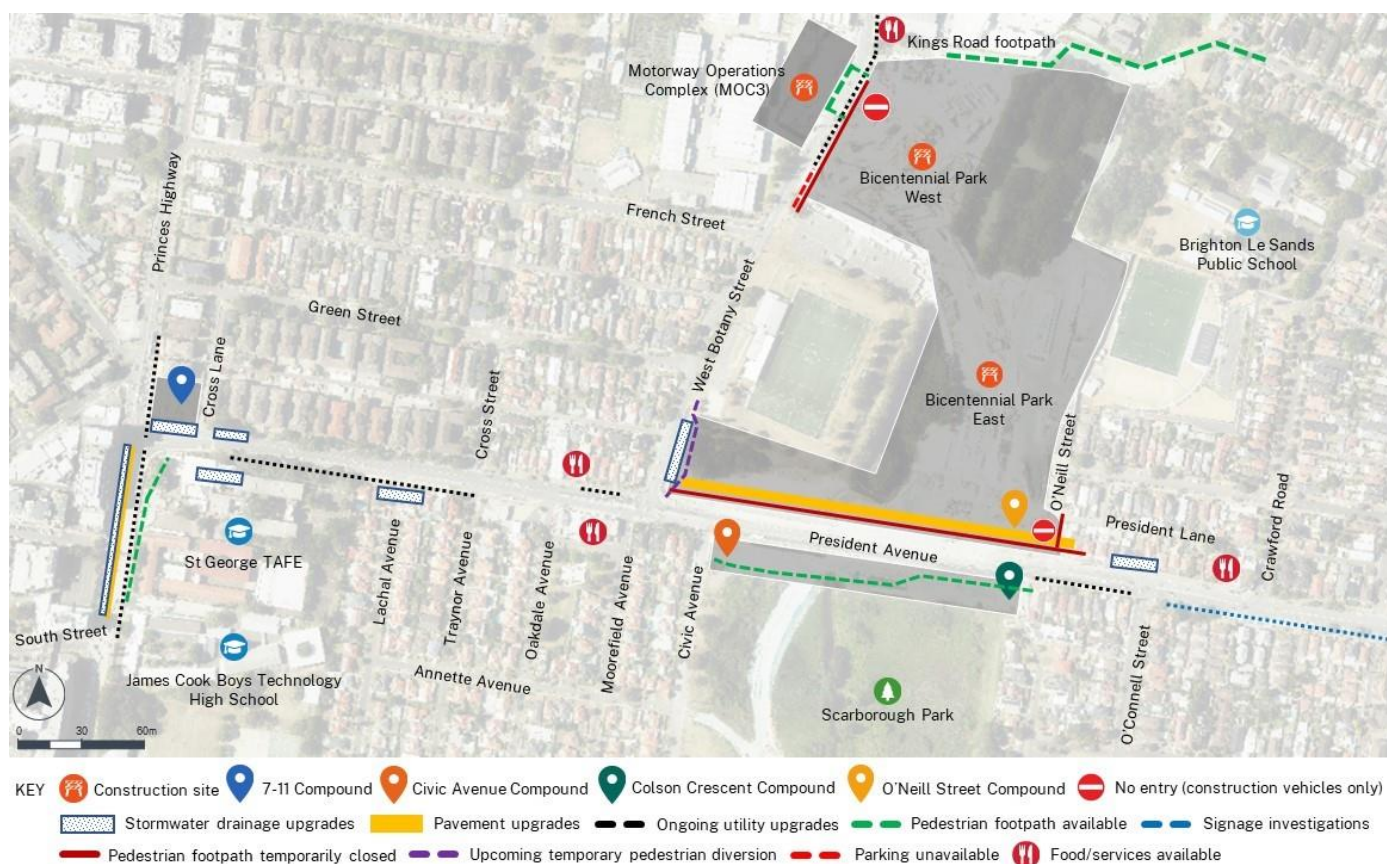 Kings Road footpath
Motorway Operations
Complex (MOC3)
Bicentennial Park
West
Princes Highway
French Street
Brighton Le Sands
Public School
Green Street
West Botany Street
Cross Lane
Cross Street
Bicentennial Park
East
O'Neill Street
President Lane
Crawford Road
President Avenue
St George TAFE
Lachal Avenue
Traynor Avenue
Oakdale Avenue
Moorefield Avenue
Civic Avenue
South Street
James Cook Boys Technology
High School
Annette Avenue
O'Connell Street
Scarborough Park
N
0 30 60m
KEY Construction site 7-11 Compound Civic Avenue Compound Colson Crescent Compound O'Neill Street Compound No entry (construction vehicles only)
Stormwater drainage upgrades Pavement upgrades Ongoing utility upgrades Pedestrian footpath available Signage investigations
Pedestrian footpath temporarily closed Upcoming temporary pedestrian diversion Parking unavailable Food/services available